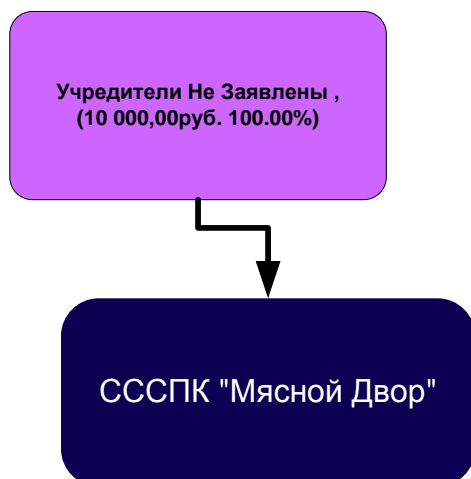 Учредители Не Заявлены ,
(10 000,00руб. 100.00%)
СССПК "Мясной Двор"